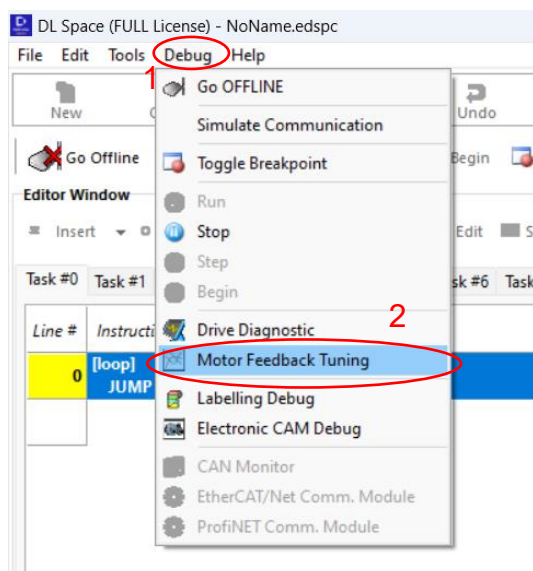 DL Space (FULL License) - NoName.edspc
File Edit Tools Debug Help
1
New
Undo
Go Offline
Begin
Editor Window
Insert
Edit
Task #0 Task #1
#6 Task
Line #
0
[loop]
JUMP
Go OFFLINE
Simulate Communication
Toggle Breakpoint
Run
Stop
Step
Begin
Drive Diagnostic
2
Motor Feedback Tuning
Labelling Debug
Electronic CAM Debug
CAN Monitor
EtherCAT/Net Comm. Module
ProfiNET Comm. Module